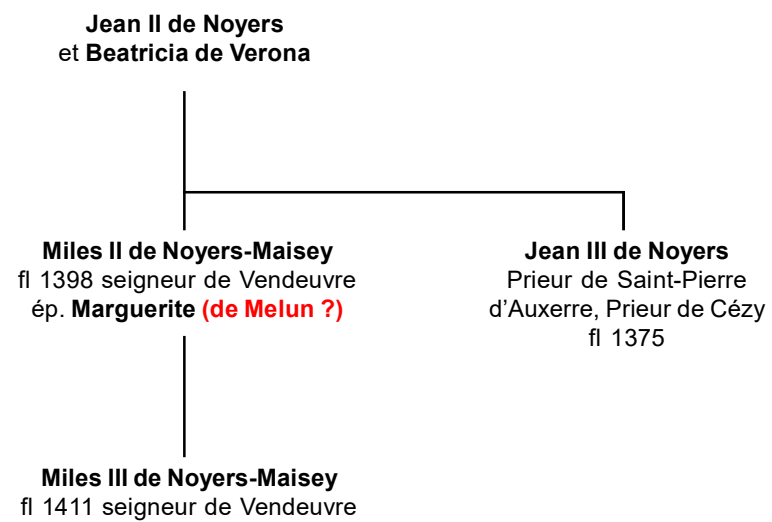 Jean II de Noyers
et Beatricia de Verona
Miles II de Noyers-Maisey
fl 1398 seigneur de Vendeuvre
ép. Marguerite (de Melun ?)
Jean III de Noyers
Prieur de Saint-Pierre
d'Auxerre, Prieur de Cézy
fl 1375
Miles III de Noyers-Maisey
fl 1411 seigneur de Vendeuvre